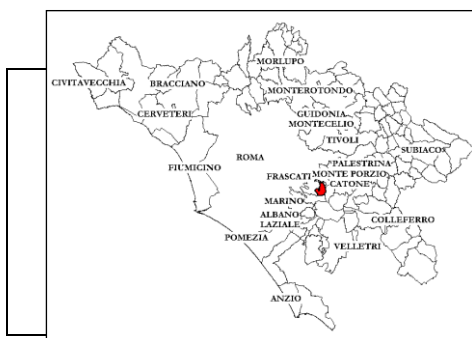 MORLUPO
CIVITAVECCHIA
BRACCIANO
MONTEROTONDO
CERVETERI
GUIDONIA
MONTECELIO
TIVOLI
SUBIACO
ROMA
FIUMICINO
PALESTRINA
FRASCATI
MONTE PORZIO
CATONE
MARINO
ALBANO
LAZIALE
COLLEFERRO
POMEZIA
VELLETRI
ANZIO